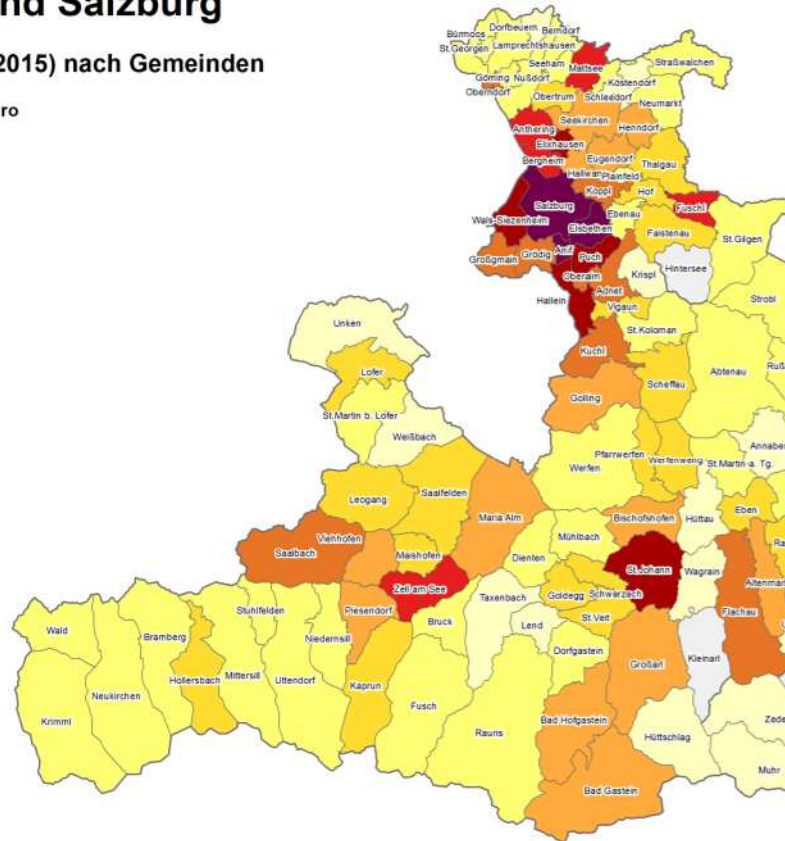 nd Salzburg
2015) nach Gemeinden
ro
Dorfbeuern
Berndorf
Bürmoos
Lamprechtshausen
St.Georgen
Seeham
Mattsee
Straßwalchen
Göming
Nußdorf
Köstendorf
Oberndorf
Obertrum
Schleedorf
Neumarkt
Seekirchen
Henndorf
Anthering
Elixhausen
Bergheim
Eugendorf
Thalgau
Hallwan
Plainfeld
Koppl
Hof
Salzburg
Fuschl
Wals-Siezenheim
Ebenau
Elsbethen
Faistenau
St.Gilgen
Anif
Grödig
Puch
Großgmain
Krispl
Hintersee
Oberalm
Adnet
Hallein
Vigaun
Strobl
St.Koloman
Unken
Kuchl
Lofer
Abtenau
Ruß
Scheffau
Golling
St.Martin b. Lofer
Weißbach
Annabe
Pfarrwerfen
Werfenweng
St.Martin a. Tg.
Werfen
Leogang
Saalfelden
Maria Alm
Bischofshofen
Hüttau
Eben
Viehhofen
Mühlbach
Ra
Saalbach
Maishofen
Dienten
St.Johann
Wagrain
Zell am See
Altenmar
Piesendorf
Taxenbach
Goldegg
Schwarzach
Flachau
Stuhlfelden
Bruck
Lend
St.Veit
Wald
Bramberg
Niedernsill
Dorfgastein
Kleinarl
Großarl
Hollersbach
Mittersill
Uttendorf
Kaprun
Neukirchen
Fusch
Krimml
Bad Hofgastein
Zede
Rauris
Hüttschlag
Muhr
Bad Gastein